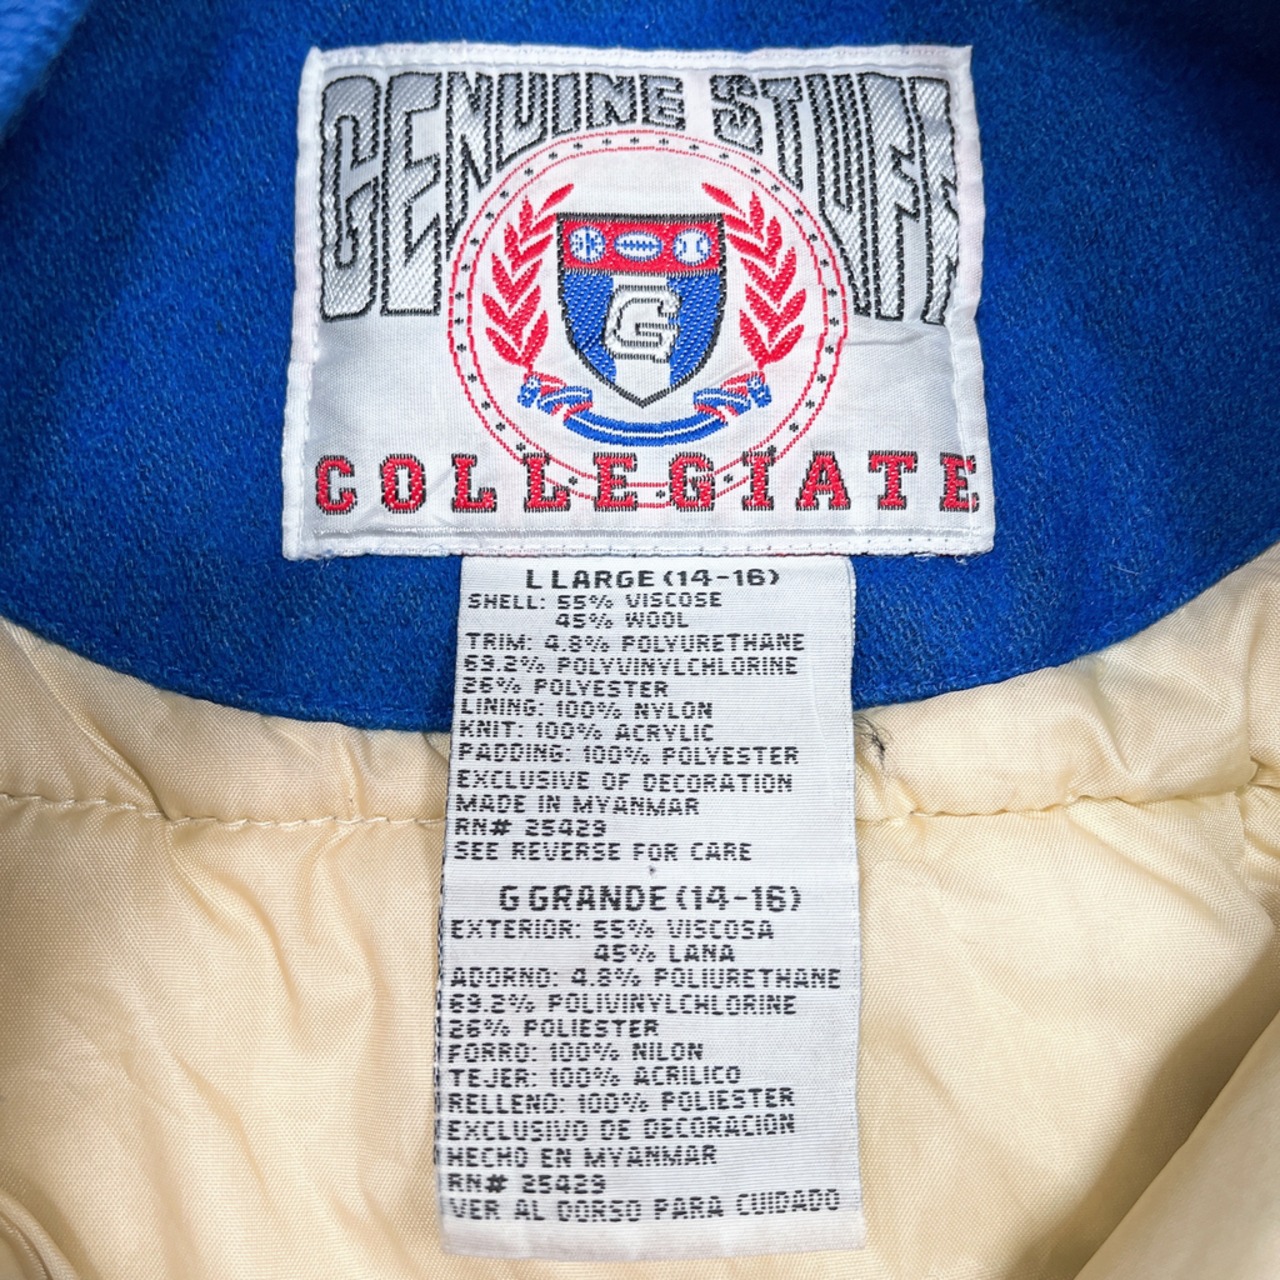 GENUINE STUFF
G
COLLEGIATE
L LARGE (14-16)
SHELL: 55% VISCOSE
45% WOOL
TRIM: 4.8% POLYURETHANE
69.2% POLYVINYLCHLORINE
26% POLYESTER
LINING: 100% NYLON
KNIT: 100% ACRYLIC
PADDING: 100% POLYESTER
EXCLUSIVE OF DECORATION
MADE IN MYANMAR
RN# 25429
SEE REVERSE FOR CARE
G GRANDE (14-16)
EXTERIOR: 55% VISCOSA
45% LANA
ADORNO: 4.8% POLIURETHANE
69.2% POLIVINYLCHLORINE
26% POLIESTER
FORRO: 100% NILON
TEJER: 100% ACRILICO
RELLENO: 100% POLIESTER
EXCLUSIVO DE DECORACION
HECHO EN MYANMAR
RN# 25429
VER AL DORSO PARA CUIDADO